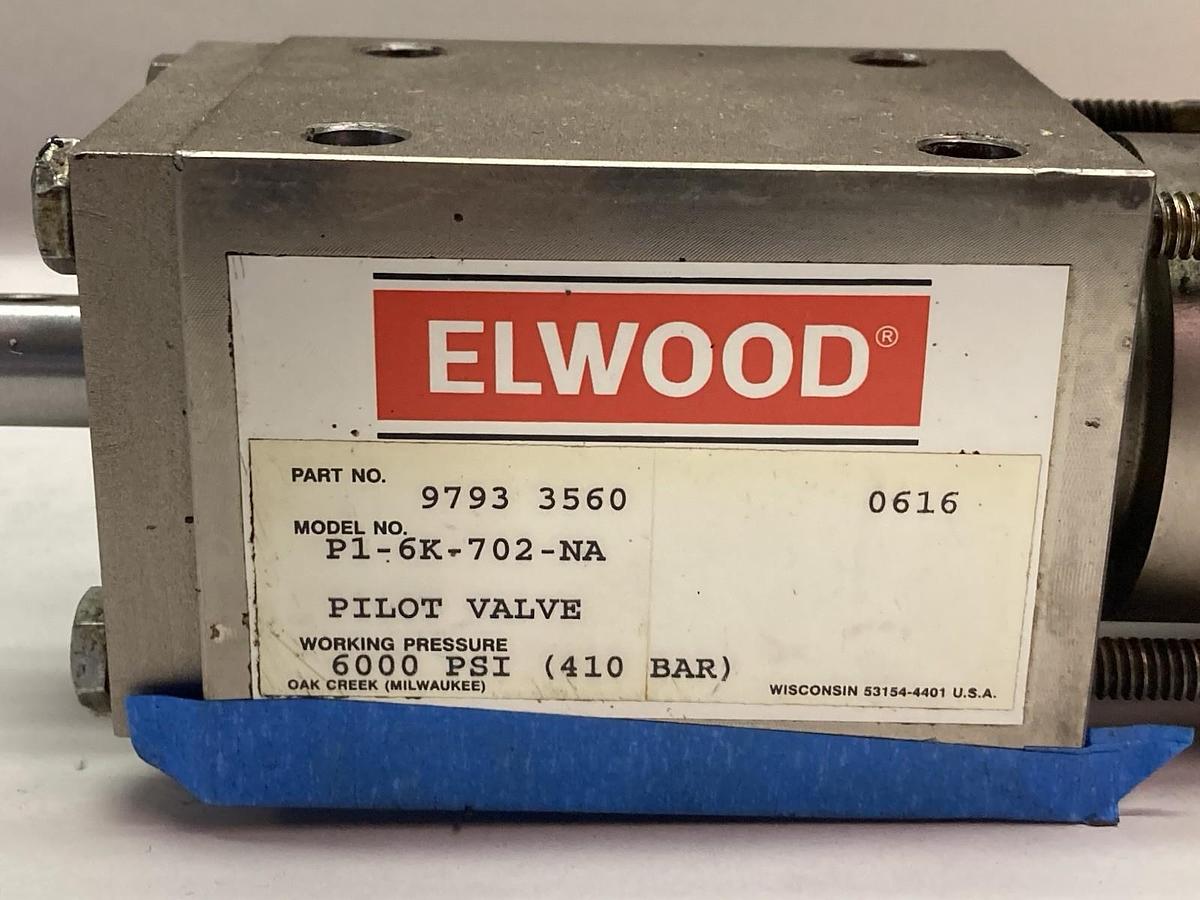 ELWOOD®
PART NO.
9793 3560 0616
MODEL NO.
P1-6K-702-NA
PILOT VALVE
WORKING PRESSURE
6000 PSI (410 BAR)
OAK CREEK (MILWAUKEE) WISCONSIN 53154-4401 U.S.A.